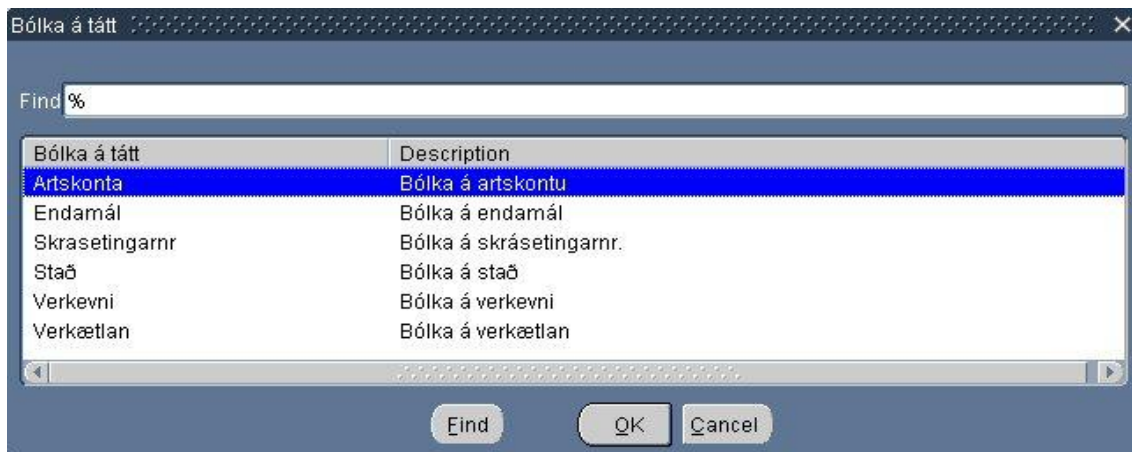 Bólka á tátt
Find %
Bólka á tátt Description
Artskonta Bólka á artskontu
Endamál Bólka á endamál
Skrasetingarnr Bólka á skrásetingarnr.
Stað Bólka á stað
Verkevni Bólka á verkevni
Verkætlan Bólka á verkætlan
Find OK Cancel